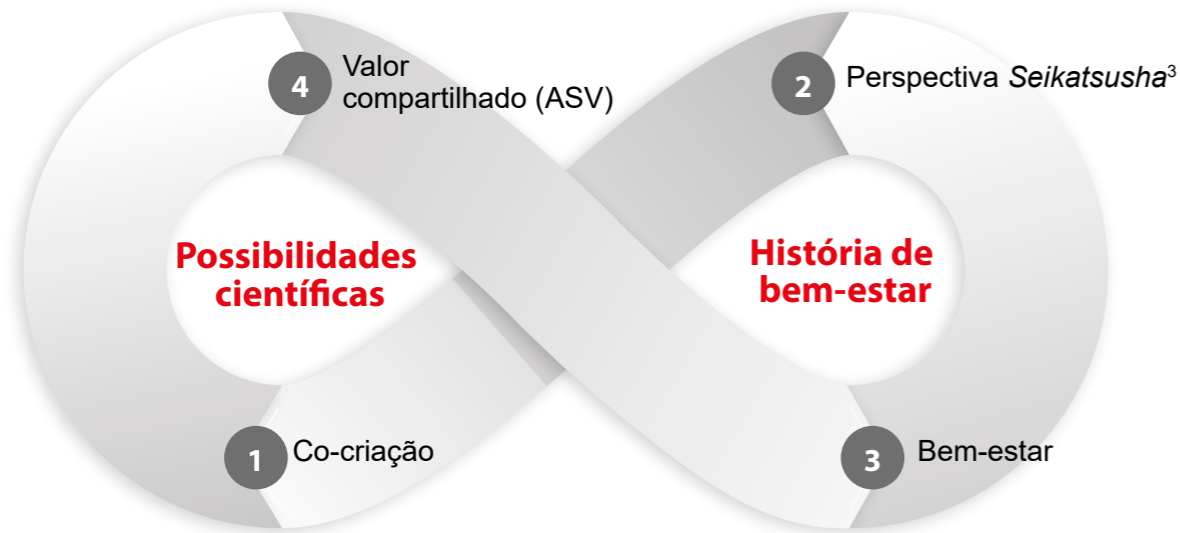 4
Valor
compartilhado (ASV)
2
Perspectiva Seikatsusha³
Possibilidades
científicas
História de
bem-estar
1
Co-criação
3
Bem-estar